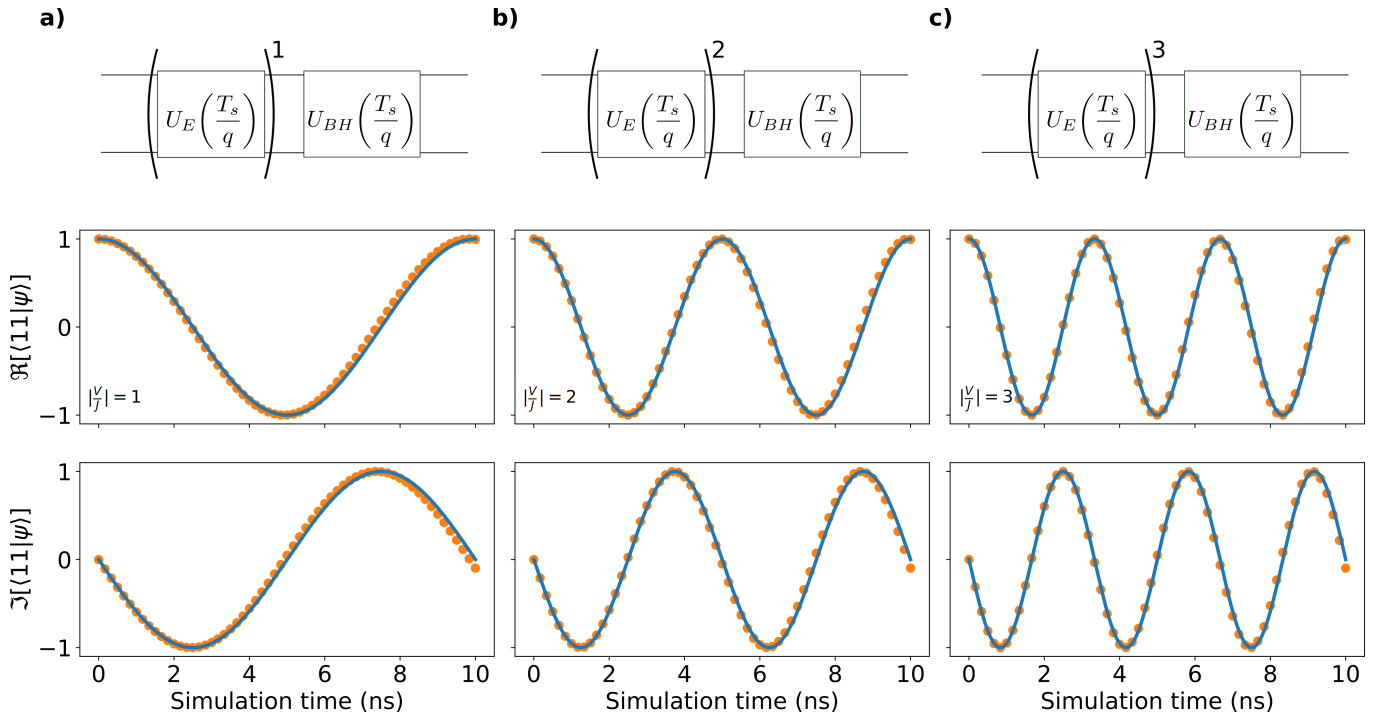 a)
b)
c)
1
2
3
U_E(T_s/q)
U_BH(T_s/q)
U_E(T_s/q)
U_BH(T_s/q)
U_E(T_s/q)
U_BH(T_s/q)
ℜ[⟨11|ψ⟩]
1
0
−1
|V/J| = 1
|V/J| = 2
|V/J| = 3
ℑ[⟨11|ψ⟩]
1
0
−1
0 2 4 6 8 10
0 2 4 6 8 10
0 2 4 6 8 10
Simulation time (ns)
Simulation time (ns)
Simulation time (ns)